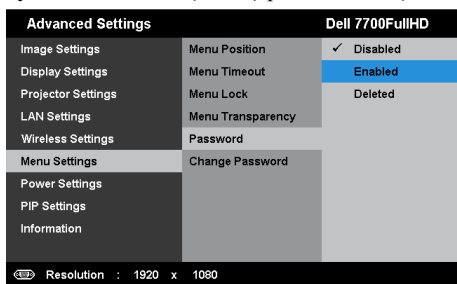 Advanced Settings Dell 7700FullHD
Image Settings Menu Position ✓ Disabled
Display Settings Menu Timeout Enabled
Projector Settings Menu Lock Deleted
LAN Settings Menu Transparency
Wireless Settings Password
Menu Settings Change Password
Power Settings
PIP Settings
Information
Resolution : 1920 x 1080